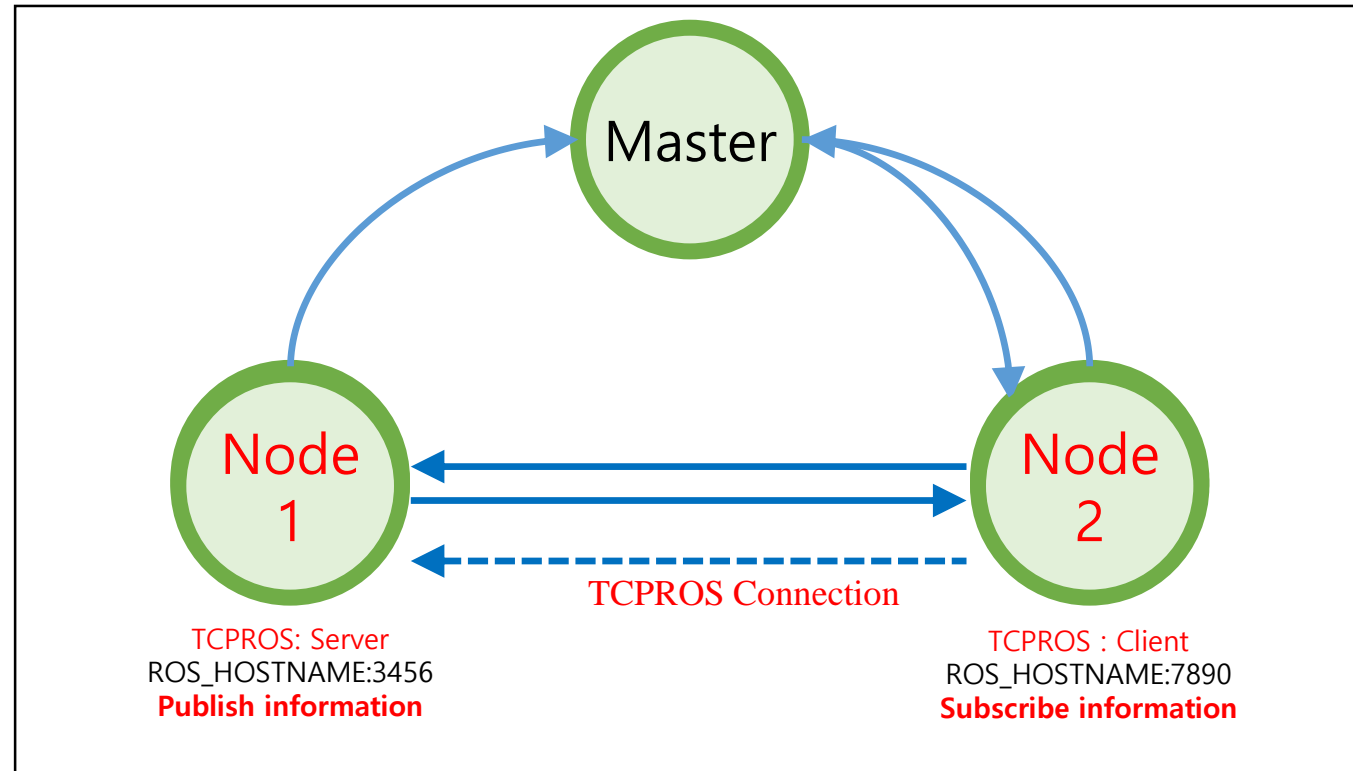 Master
Node
1
Node
2
TCPROS Connection
TCPROS: Server
ROS_HOSTNAME:3456
Publish information
TCPROS : Client
ROS_HOSTNAME:7890
Subscribe information